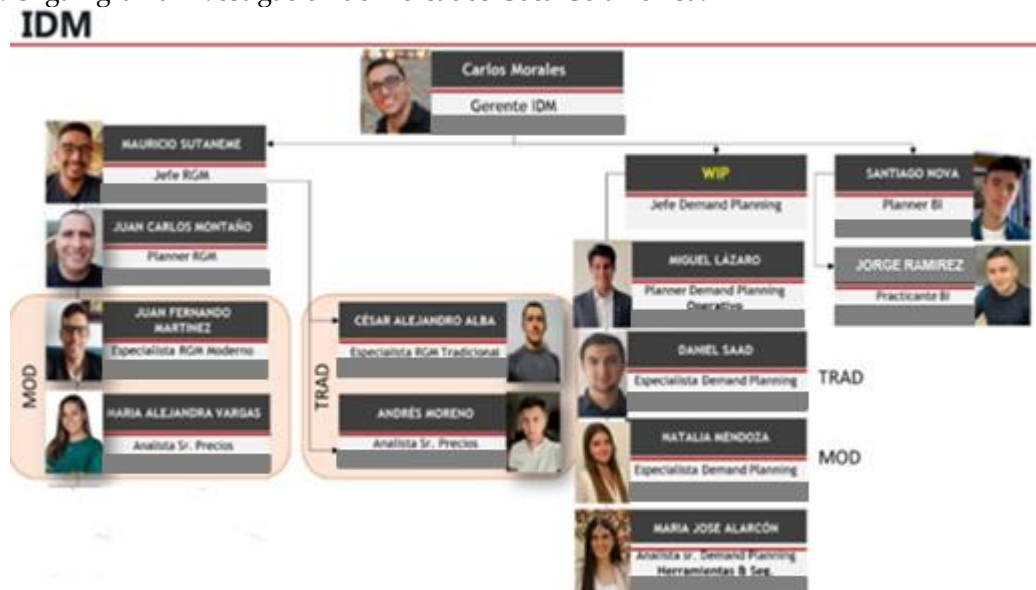 IDM
Carlos Morales
Gerente IDM
MAURICIO SUTANEME
Jefe RGM
JUAN CARLOS MONTAÑO
Planner RGM
MOD
JUAN FERNANDO
MARTINEZ
Especialista RGM Moderno
MARIA ALEJANDRA VARGAS
Analista Sr. Precios
TRAD
CÉSAR ALEJANDRO ALBA
Especialista RGM Tradicional
ANDRÉS MORENO
Analista Sr. Precios
WIP
Jefe Demand Planning
MIGUEL LÁZARO
Planner Demand Planning
Operativo
DANIEL SAAD
Especialista Demand Planning
TRAD
NATALIA MENDOZA
Especialista Demand Planning
MOD
MARIA JOSE ALARCÓN
Analista sr. Demand Planning
Herramientas & Seg.
SANTIAGO NOVA
Planner BI
JORGE RAMIREZ
Practicante BI